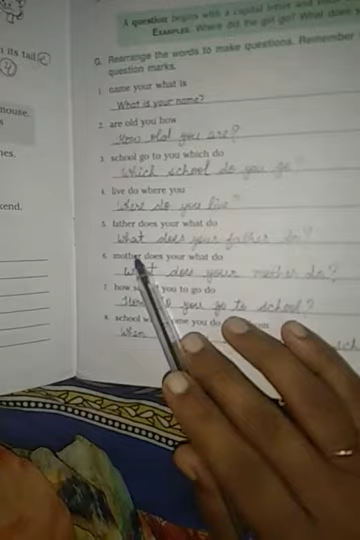 A question begins with a capital letter and
EXAMPLES: Where did the girl go? What does
n its tail
G. Rearrange the words to make questions. Remember
question marks.
1. name your what is
What is your name?
2. are old you how
How old you are?
mouse.
3. school go to you which do
Which school do you go
nes.
4. live do where you
Where do you live?
kend.
5. father does your what do
What does your father do?
6. mother does your what do
What does your mother do?
7. how you to go do
How do you go to school?
8. school you
When